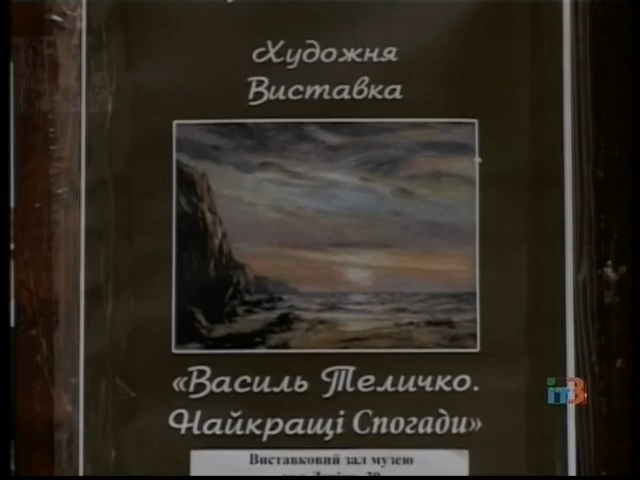 Художня
Виставка
«Василь Теличко.
Найкращі Спогади»
Виставковий зал музею